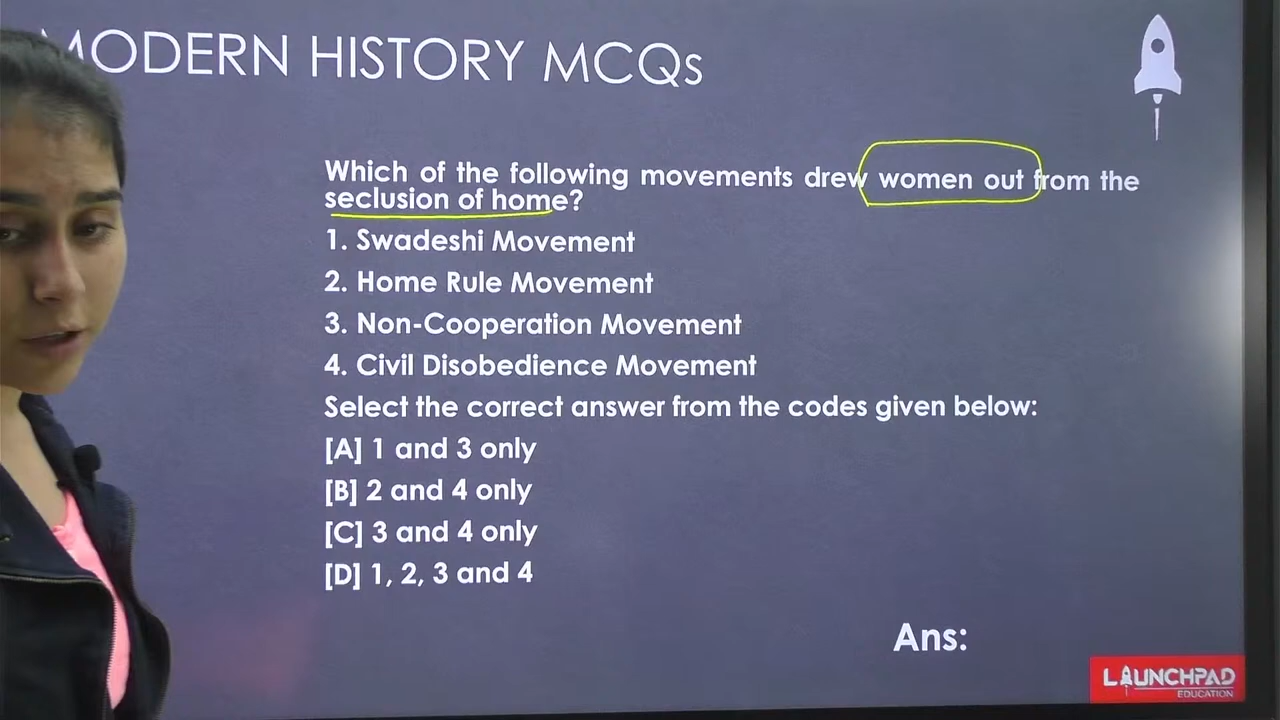 MODERN HISTORY MCQs
Which of the following movements drew women out from the
seclusion of home?
1. Swadeshi Movement
2. Home Rule Movement
3. Non-Cooperation Movement
4. Civil Disobedience Movement
Select the correct answer from the codes given below:
[A] 1 and 3 only
[B] 2 and 4 only
[C] 3 and 4 only
[D] 1, 2, 3 and 4
Ans:
LAUNCHPAD
EDUCATION